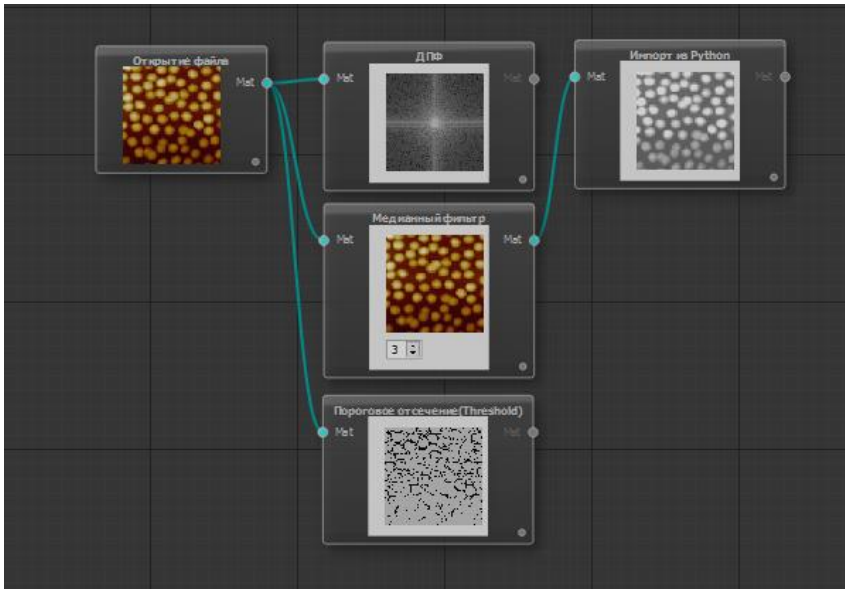 Открытие файла
Mat
ДПФ
Mat
Mat
Импорт из Python
Mat
Mat
Медианный фильтр
Mat
Mat
3
Пороговое отсечение(Threshold)
Mat
Mat